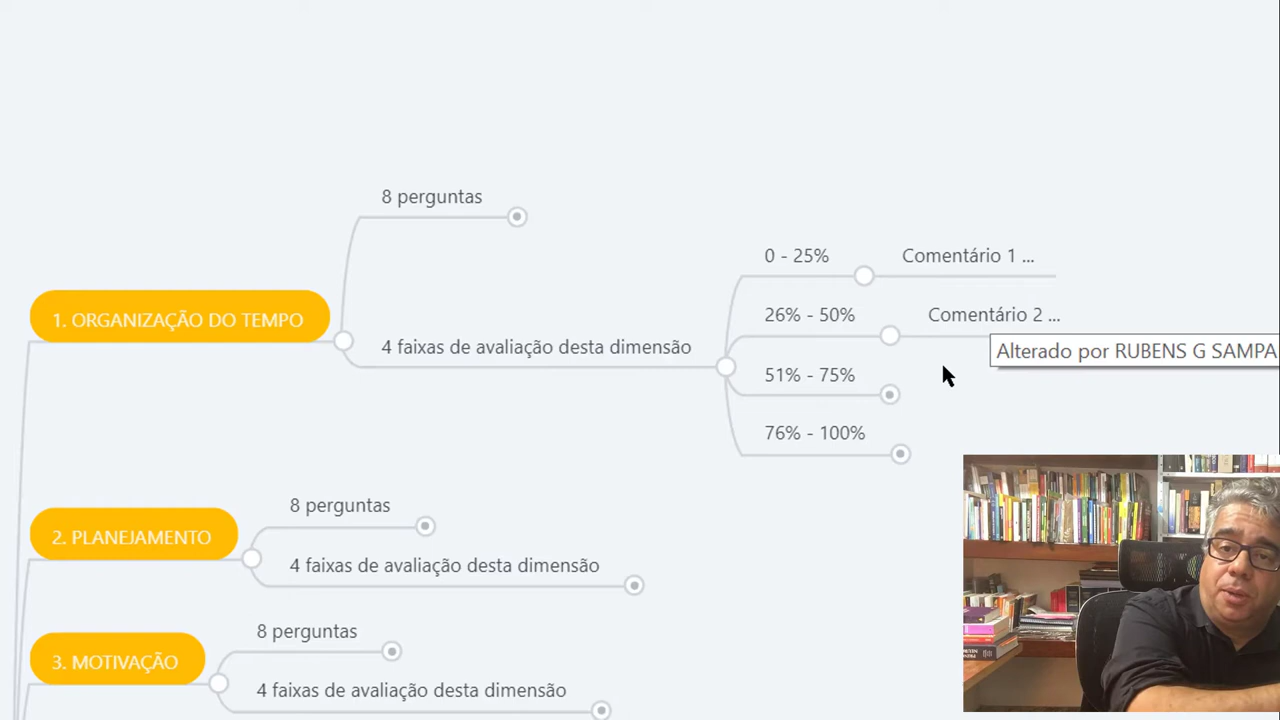 8 perguntas
0 - 25%
Comentário 1 ...
1. ORGANIZAÇÃO DO TEMPO
26% - 50%
Comentário 2 ...
4 faixas de avaliação desta dimensão
Alterado por RUBENS G SAMPA
51% - 75%
76% - 100%
2. PLANEJAMENTO
8 perguntas
4 faixas de avaliação desta dimensão
3. MOTIVAÇÃO
8 perguntas
4 faixas de avaliação desta dimensão